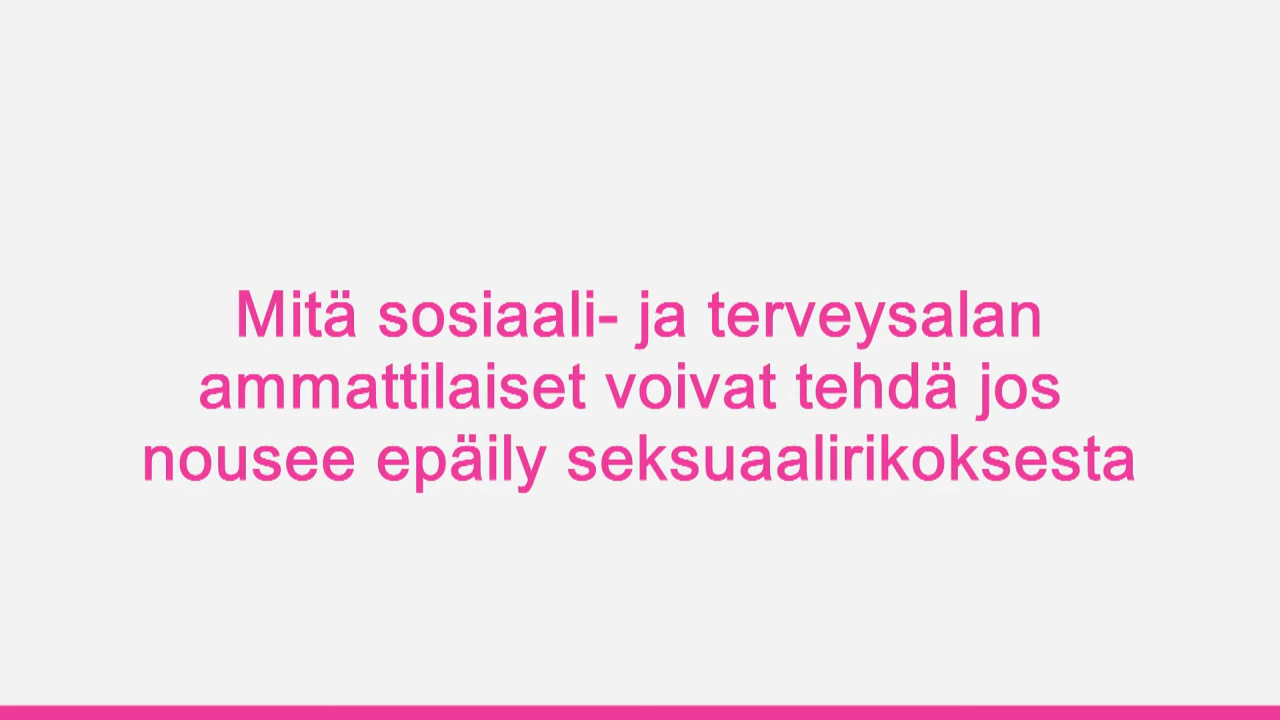 Mitä sosiaali- ja terveysalan
ammattilaiset voivat tehdä jos
nousee epäily seksuaalirikoksesta